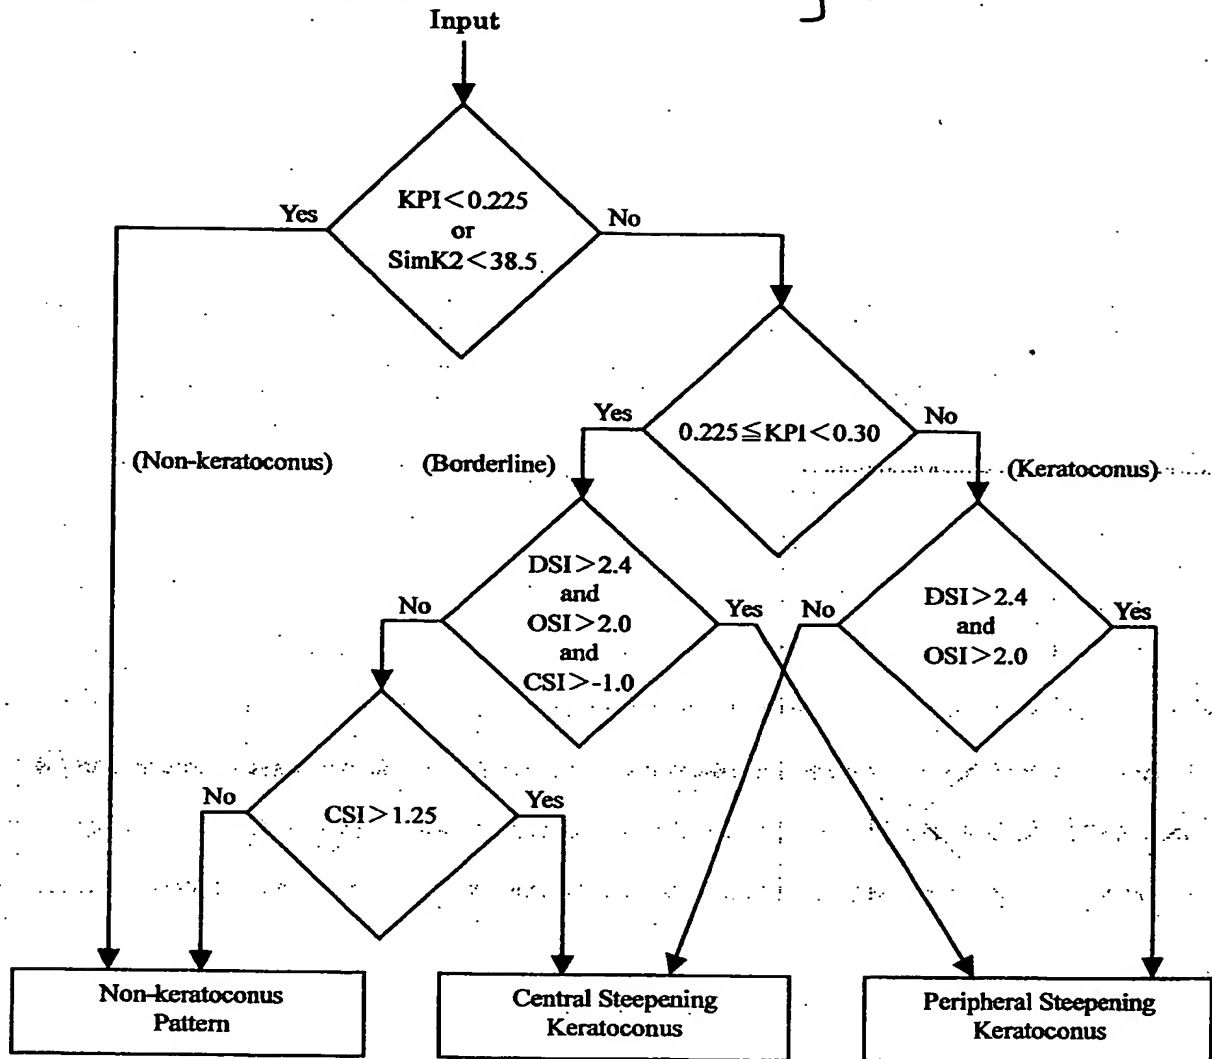 Input
KPI<0.225
or
SimK2<38.5
Yes
No
0.225≦KPI<0.30
Yes
No
(Non-keratoconus)
(Borderline)
(Keratoconus)
DSI>2.4
and
OSI>2.0
and
CSI>-1.0
No
Yes
DSI>2.4
and
OSI>2.0
No
Yes
CSI>1.25
No
Yes
Non-keratoconus
Pattern
Central Steepening
Keratoconus
Peripheral Steepening
Keratoconus